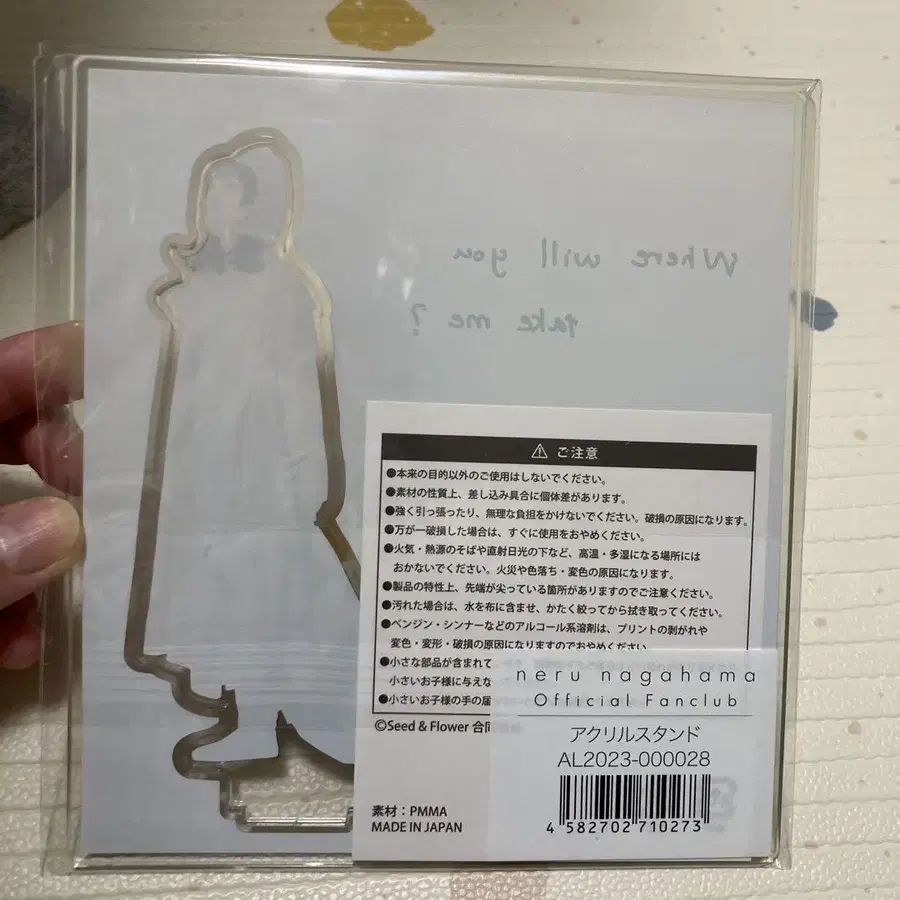 Where will you
take me?
⚠ ご注意
●本来の目的以外のご使用はしないでください。
●素材の性質上、差し込み具合に個体差があります。
●強く引っ張ったり、無理な負担をかけないでください。破損の原因になります。
●万が一破損した場合は、すぐに使用をおやめください。
●火気・熱源のそばや直射日光の下など、高温・多湿になる場所には
おかないでください。火災や色落ち・変色の原因になります。
●製品の特性上、先端が尖っている箇所がありますのでご注意ください。
●汚れた場合は、水を布に含ませ、かたく絞ってから拭き取ってください。
●ベンジン・シンナーなどのアルコール系溶剤は、プリントの剥がれや
変色・変形・破損の原因になりますのでおやめください
●小さな部品が含まれて
小さいお子様に与えな
●小さいお子様の手の届
©Seed & Flower 合同
素材：PMMA
MADE IN JAPAN
neru nagahama
Official Fanclub
アクリルスタンド
AL2023-000028
4 582702 710273